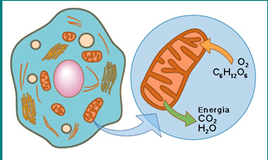 O₂
C₆H₁₂O₆
Energia
CO₂
H₂O